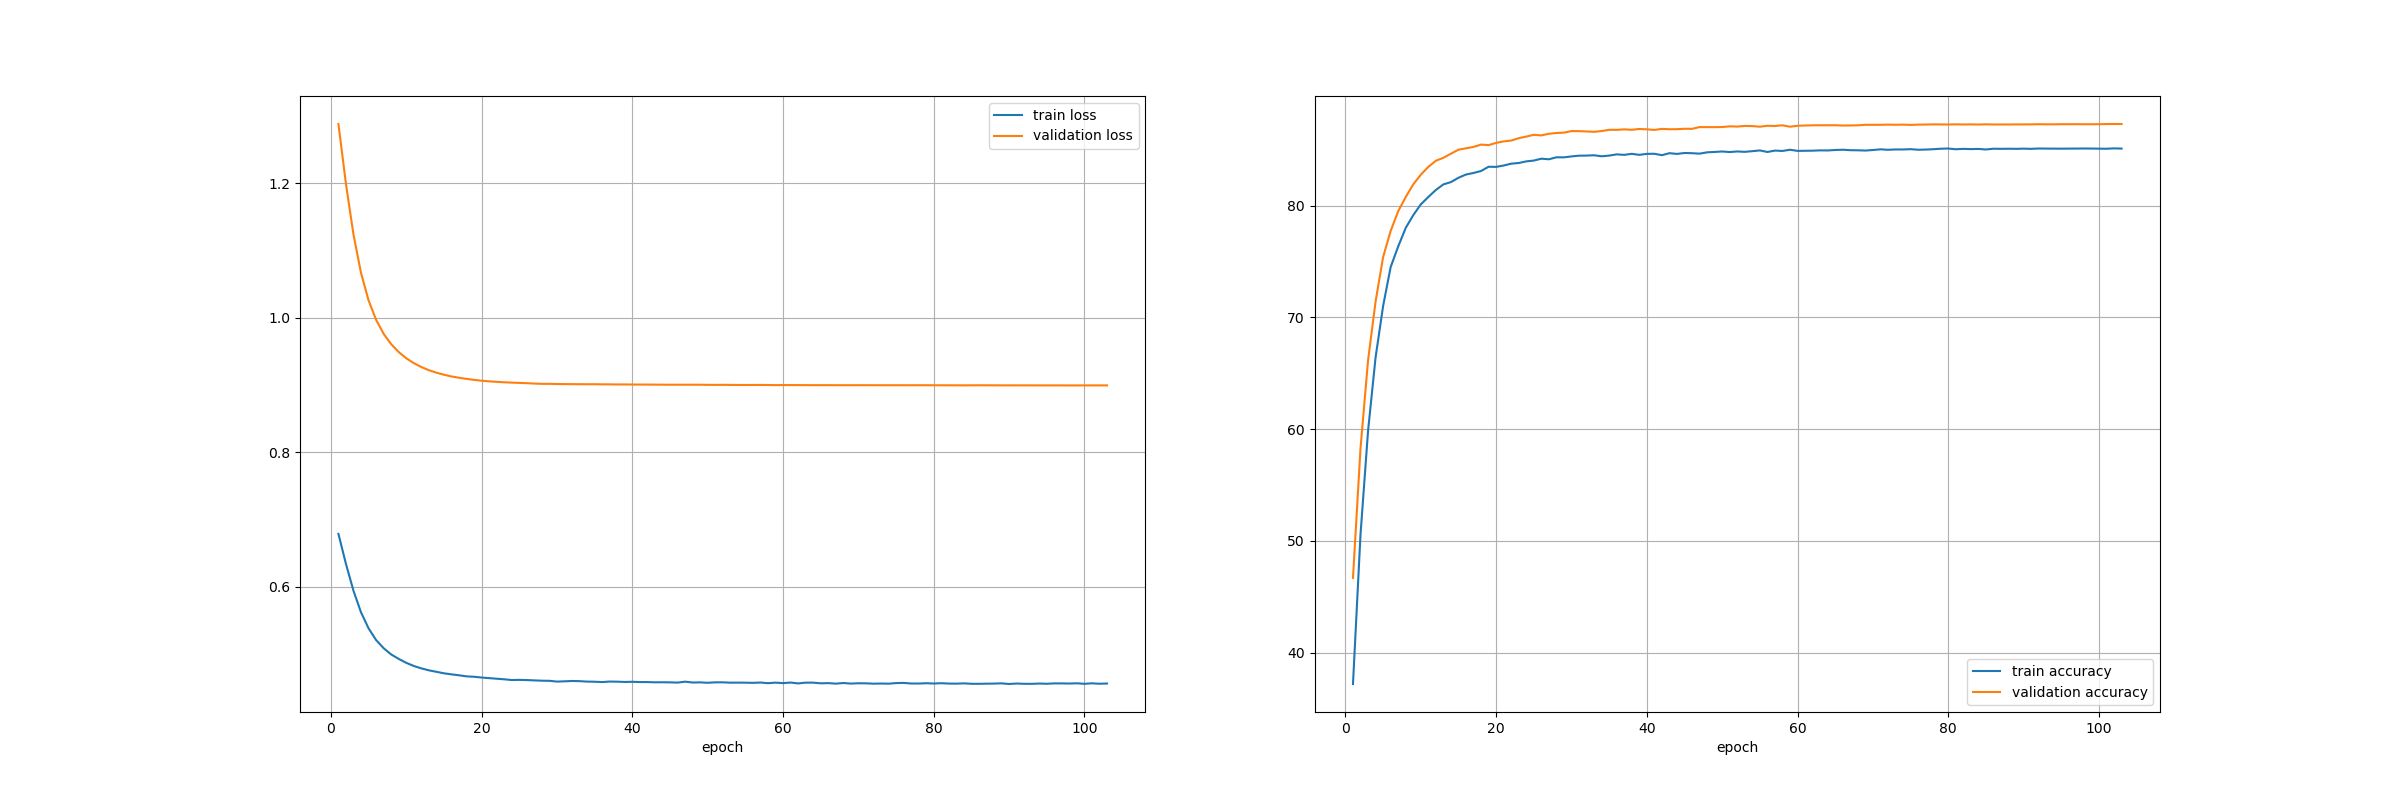 train loss
validation loss
1.2
1.0
0.8
0.6
0 20 40 60 80 100
epoch
80
70
60
50
40
train accuracy
validation accuracy
0 20 40 60 80 100
epoch